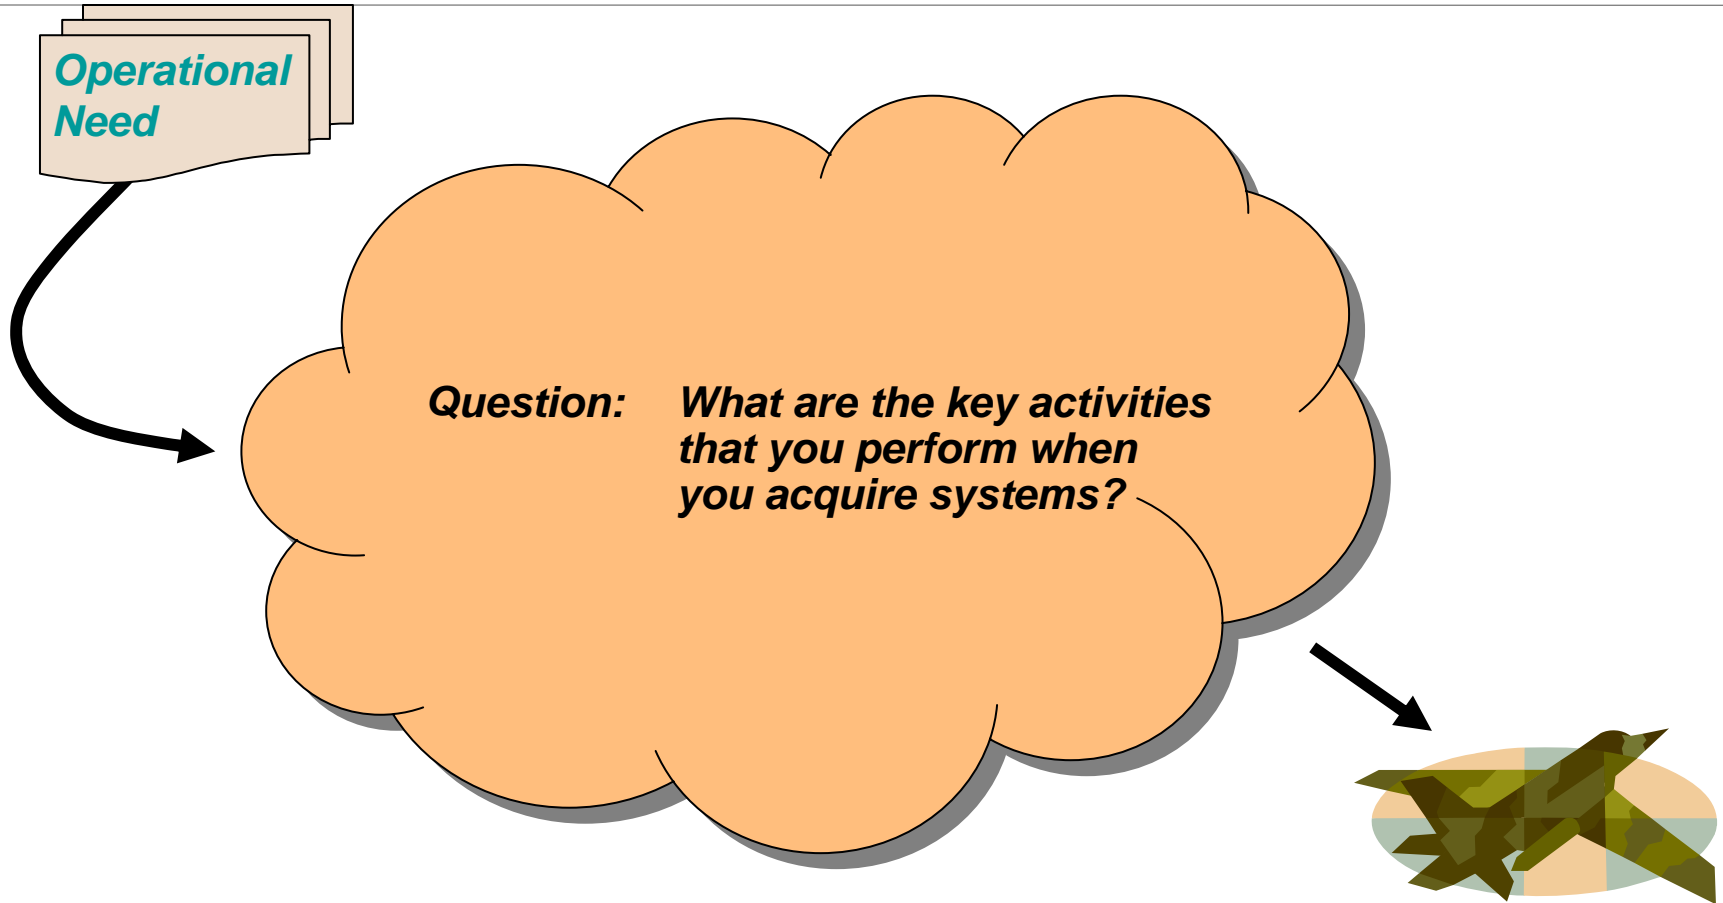 Operational
Need
Question: What are the key activities
that you perform when
you acquire systems?